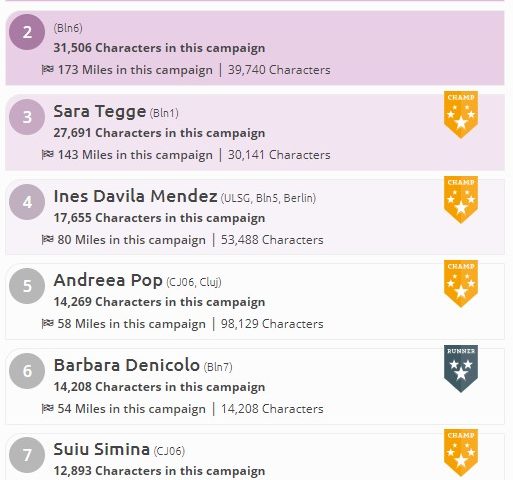 2
(Bln6)
31,506 Characters in this campaign
173 Miles in this campaign | 39,740 Characters
3
Sara Tegge (Bln1)
CHAMP
27,691 Characters in this campaign
143 Miles in this campaign | 30,141 Characters
4
Ines Davila Mendez (ULSG, Bln5, Berlin)
CHAMP
17,655 Characters in this campaign
80 Miles in this campaign | 53,488 Characters
5
Andreea Pop (CJ06, Cluj)
CHAMP
14,269 Characters in this campaign
58 Miles in this campaign | 98,129 Characters
6
Barbara Denicolo (Bln7)
RUNNER
14,208 Characters in this campaign
54 Miles in this campaign | 14,208 Characters
7
Suiu Simina (CJ06)
CHAMP
12,893 Characters in this campaign